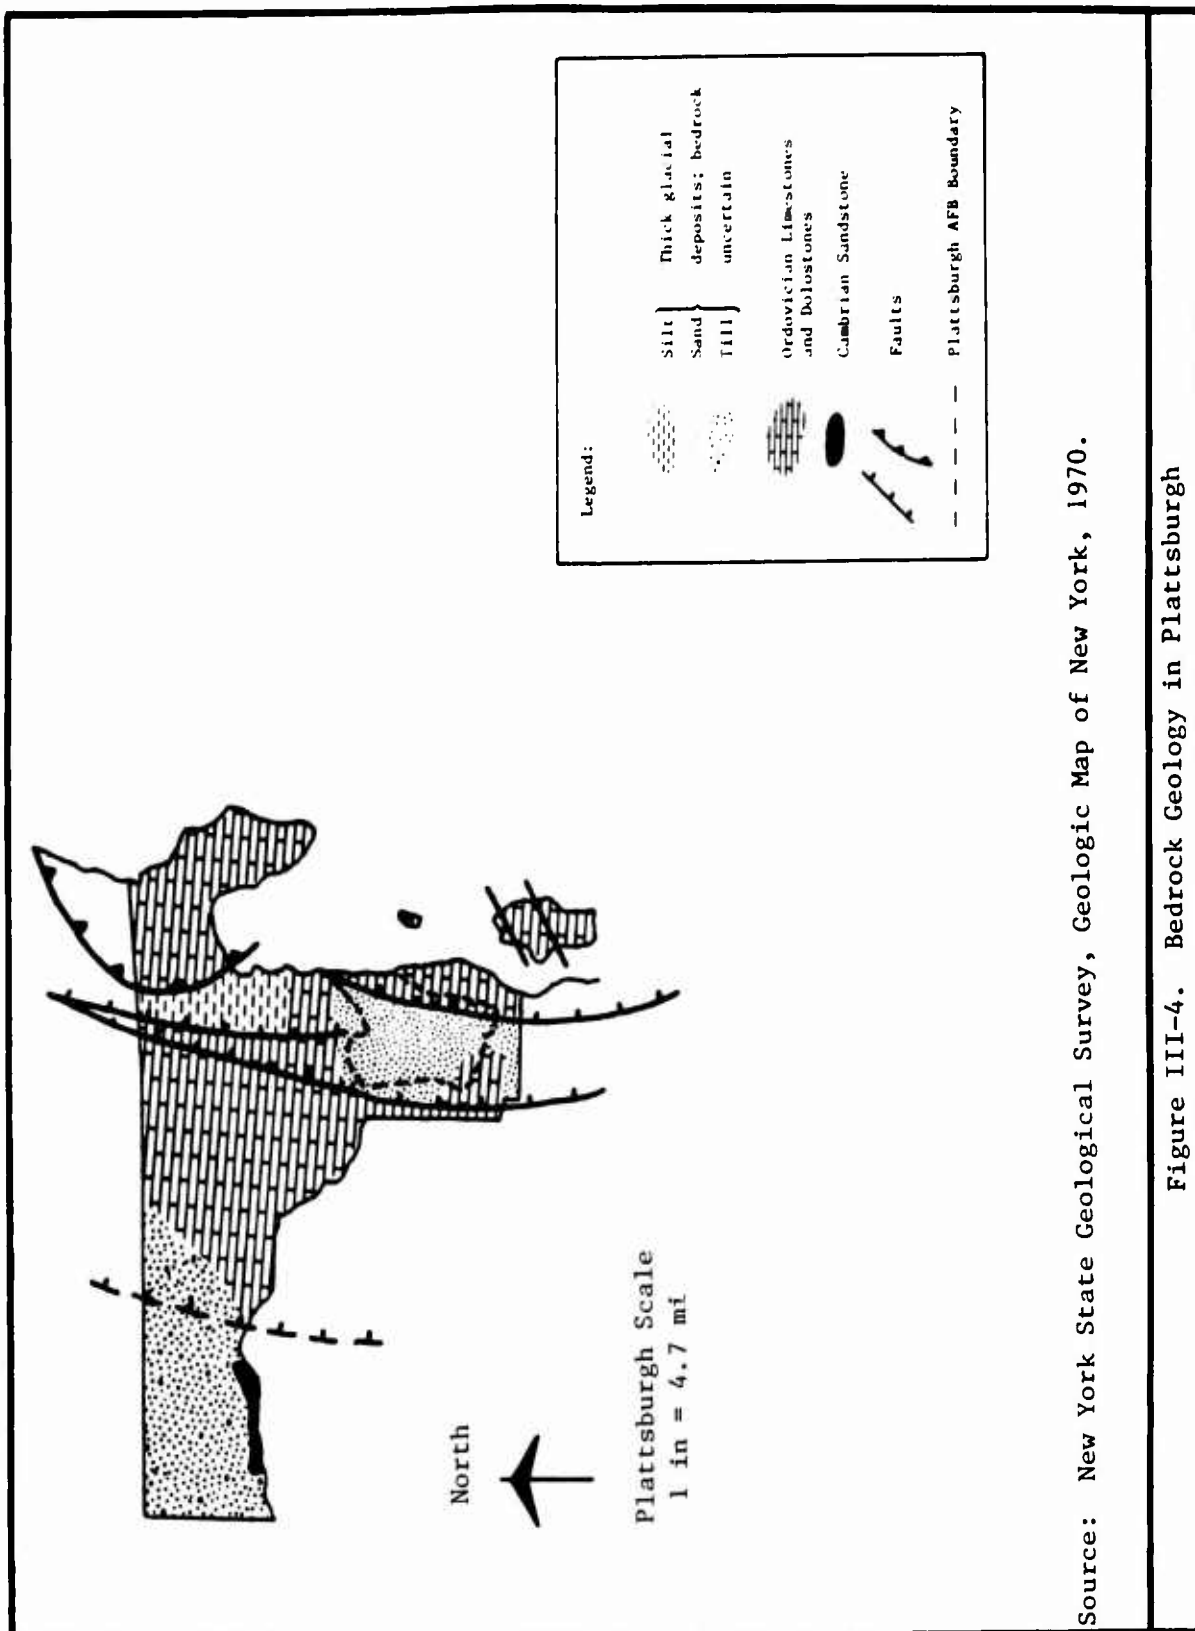 North
Plattsburgh Scale
1 in = 4.7 mi
Legend:
Silt
Sand
Till
Thick glacial
deposits; bedrock
uncertain
Ordovician Limestones
and Dolostones
Cambrian Sandstone
Faults
Plattsburgh AFB Boundary
Source: New York State Geological Survey, Geologic Map of New York, 1970.
Figure III-4. Bedrock Geology in Plattsburgh